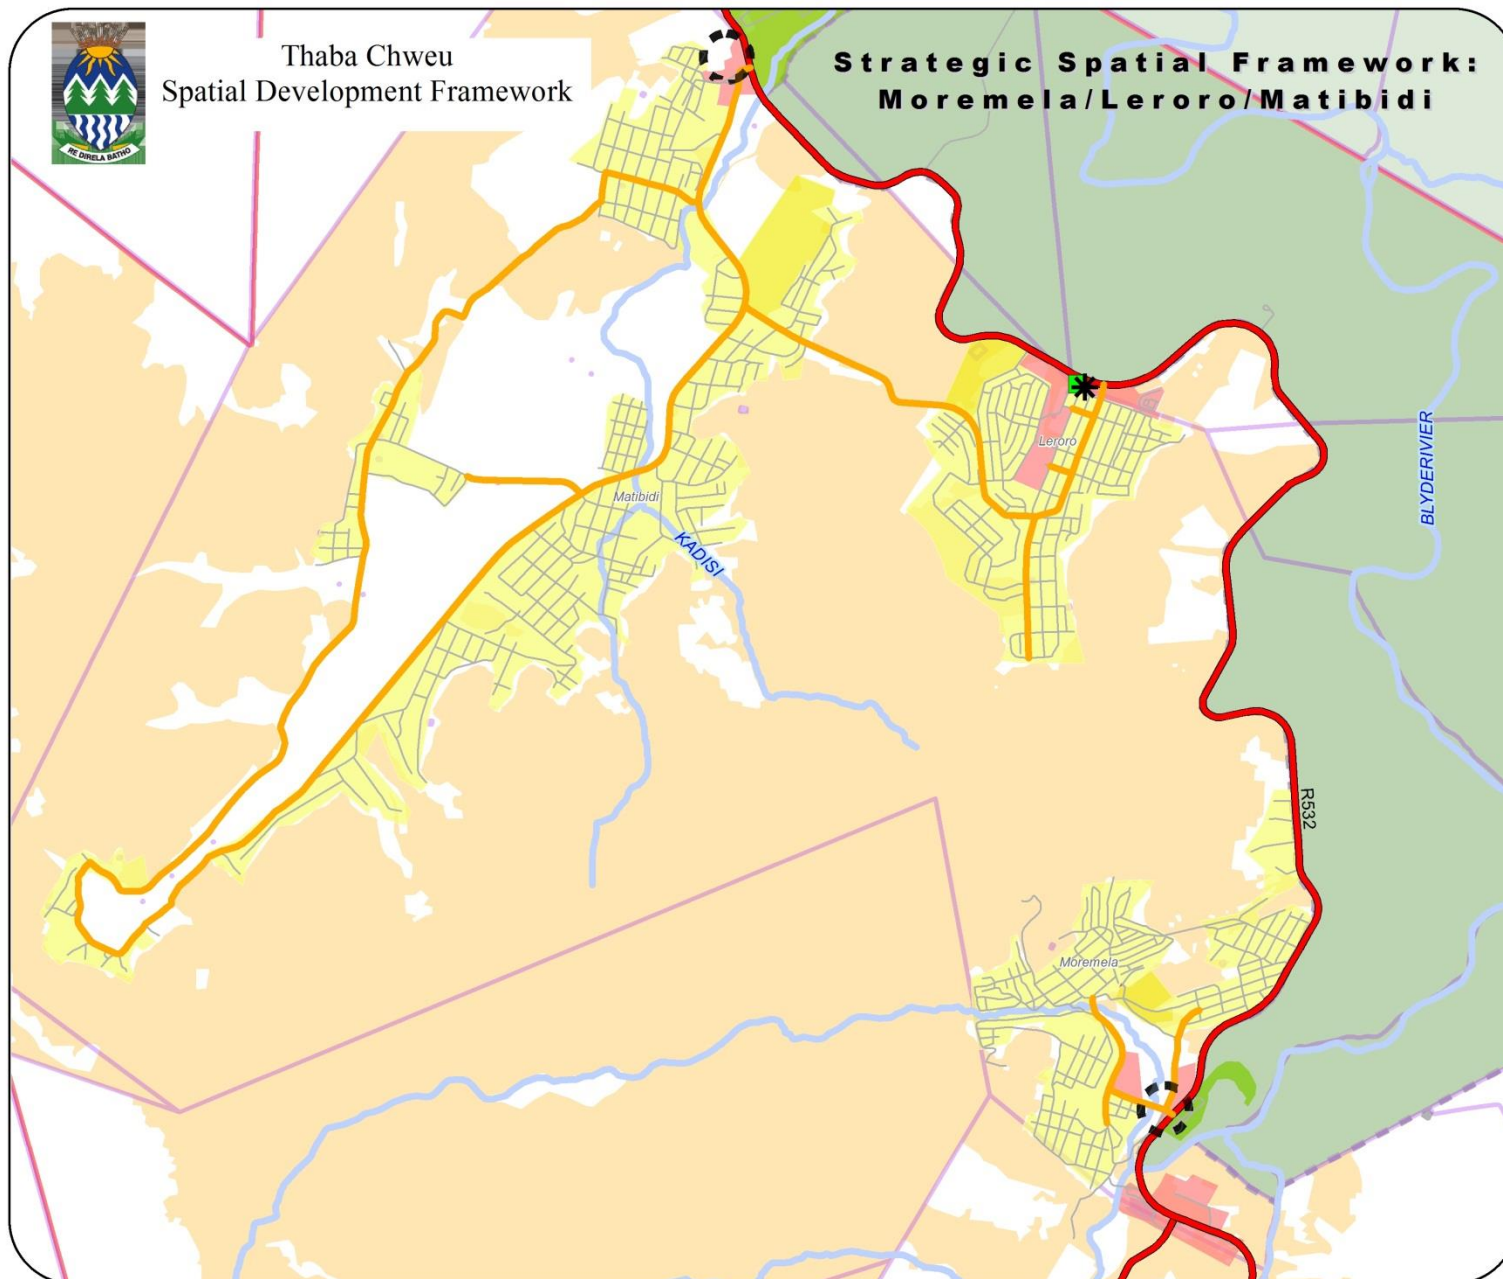 Thaba Chweu
Spatial Development Framework
RE DIRELA BATHO
Strategic Spatial Framework:
Moremela/Leroro/Matibidi
Leroro
BLYDERIVIER
Matibidi
KADISI
R532
Moremela